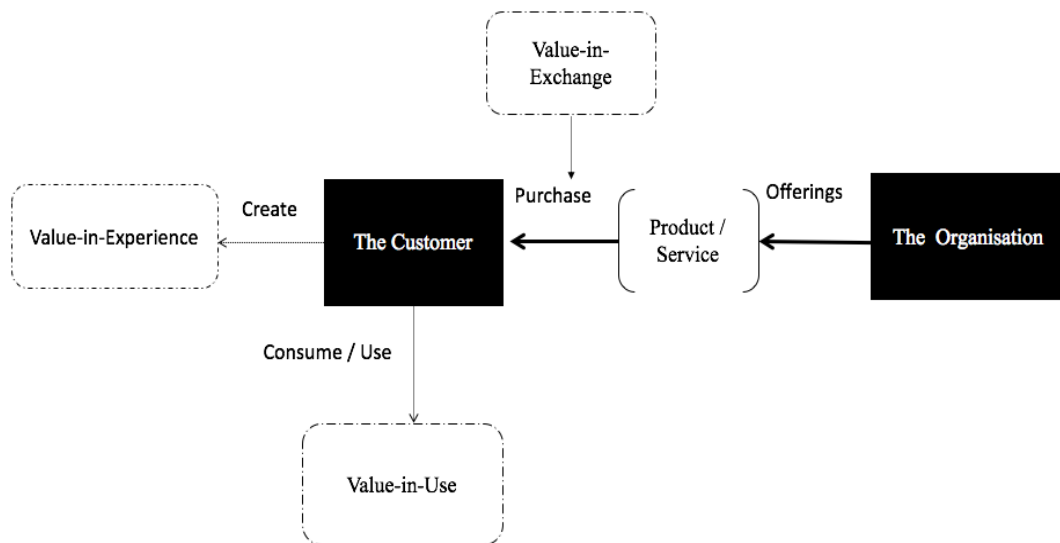 Value-in-
Exchange
Purchase
Offerings
Create
Value-in-Experience
The Customer
Product /
Service
The Organisation
Consume / Use
Value-in-Use